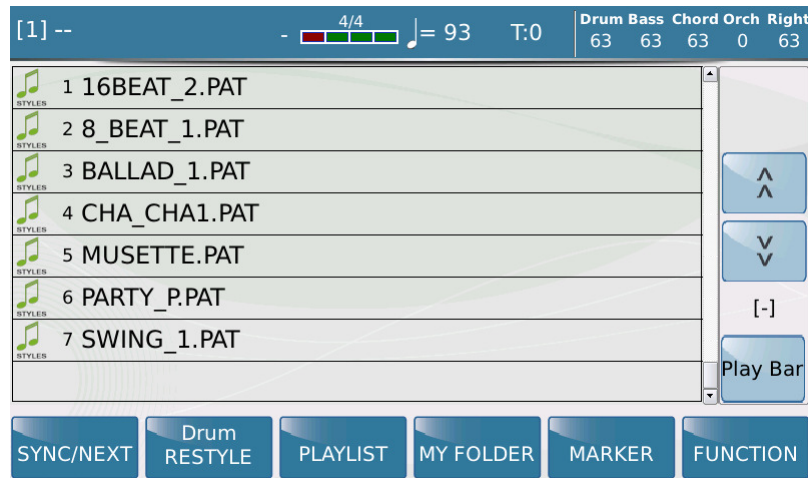 [1] --
- 4/4 = 93 T:0
Drum Bass Chord Orch Right
63 63 63 0 63
STYLES 1 16BEAT_2.PAT
STYLES 2 8_BEAT_1.PAT
STYLES 3 BALLAD_1.PAT
STYLES 4 CHA_CHA1.PAT
STYLES 5 MUSETTE.PAT
STYLES 6 PARTY_P.PAT
STYLES 7 SWING_1.PAT
[-]
Play Bar
SYNC/NEXT
Drum
RESTYLE
PLAYLIST
MY FOLDER
MARKER
FUNCTION